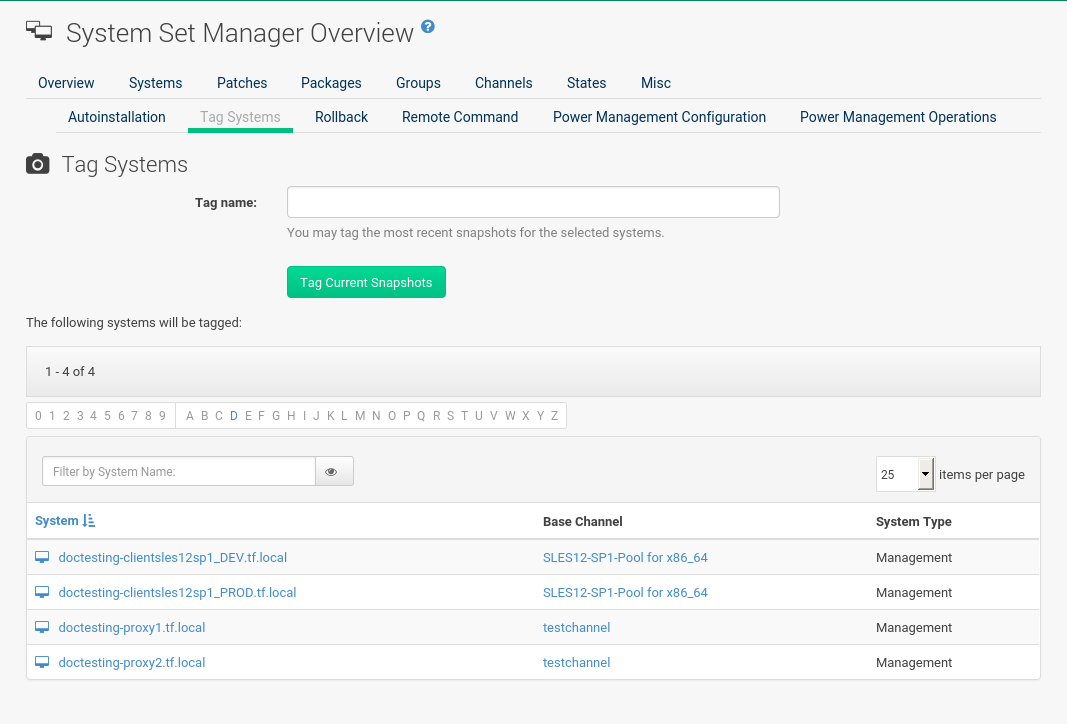 System Set Manager Overview ?
Overview Systems Patches Packages Groups Channels States Misc
Autoinstallation Tag Systems Rollback Remote Command Power Management Configuration Power Management Operations
Tag Systems
Tag name:
You may tag the most recent snapshots for the selected systems.
Tag Current Snapshots
The following systems will be tagged:
1 - 4 of 4
0 1 2 3 4 5 6 7 8 9 A B C D E F G H I J K L M N O P Q R S T U V W X Y Z
Filter by System Name: 25 items per page
System Base Channel System Type
doctesting-clientsles12sp1_DEV.tf.local SLES12-SP1-Pool for x86_64 Management
doctesting-clientsles12sp1_PROD.tf.local SLES12-SP1-Pool for x86_64 Management
doctesting-proxy1.tf.local testchannel Management
doctesting-proxy2.tf.local testchannel Management